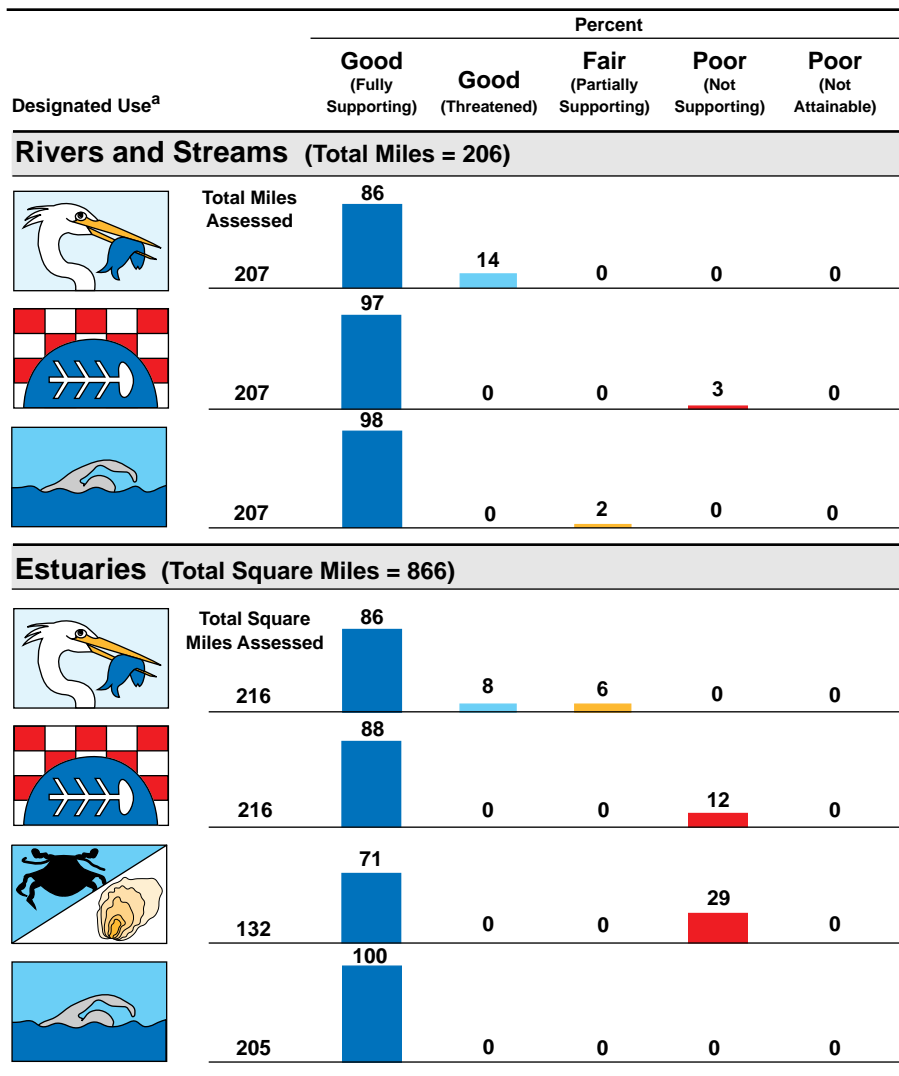 Percent
Designated Useᵃ
Good
(Fully
Supporting)
Good
(Threatened)
Fair
(Partially
Supporting)
Poor
(Not
Supporting)
Poor
(Not
Attainable)
Rivers and Streams (Total Miles = 206)
Total Miles
Assessed
86
14
207 0 0 0
97
207 0 0 3 0
98
207 0 2 0 0
Estuaries (Total Square Miles = 866)
Total Square
Miles Assessed
86
216 8 6 0 0
88
216 0 0 12 0
71
132 0 0 29 0
100
205 0 0 0 0